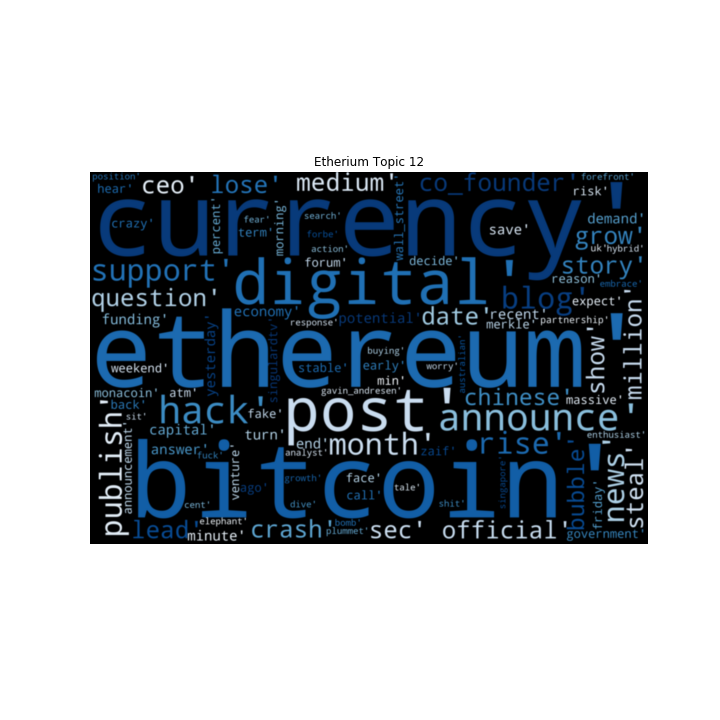 Etherium Topic 12
position'
hear'
ceo'
lose'
medium'
co_founder'
forefront'
risk'
currency'
crazy'
percent'
fear'
term'
morning'
search'
forbe'
action'
wall_street'
save'
demand'
grow'
uk'
hybrid'
support'
digital'
forum'
decide'
story'
reason'
embrace'
question'
blog'
expect'
funding'
economy'
response'
potential'
date'
recent'
merkle'
partnership'
million'
ethereum'
yesterday'
singulardtv'
weekend'
stable'
buying'
early'
min'
worry'
australian'
show'
gavin_andresen'
monacoin'
atm'
back'
sit'
hack'
fake'
post'
chinese'
massive'
announce'
publish'
announcement'
capital'
turn'
end'
month'
rise'
enthusiast'
answer'
fuck'
venture'
analyst'
zaif'
bitcoin'
ago'
growth'
face'
call'
tale'
singapore'
bubble'
friday'
news
steal'
cent'
dive'
shit'
lead'
elephant'
minute'
crash'
bomb'
plummet'
sec'
official'
government'